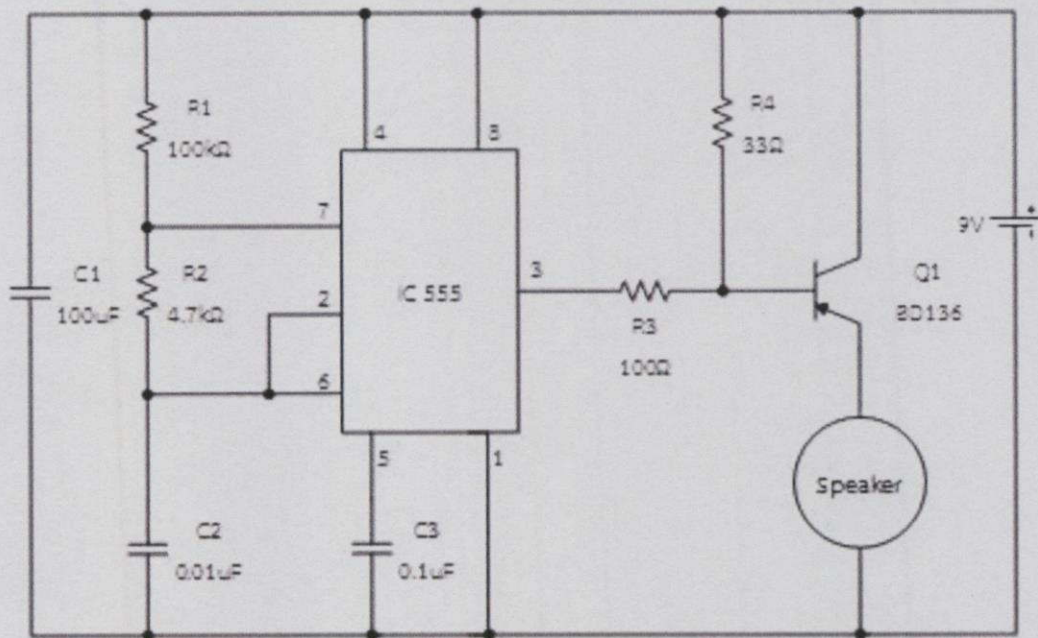 R1
100kΩ
R4
33Ω
4
8
7
9V
C1
100uF
R2
4.7kΩ
IC 555
3
2
Q1
BD136
R3
100Ω
6
5
1
Speaker
C2
0.01uF
C3
0.1uF